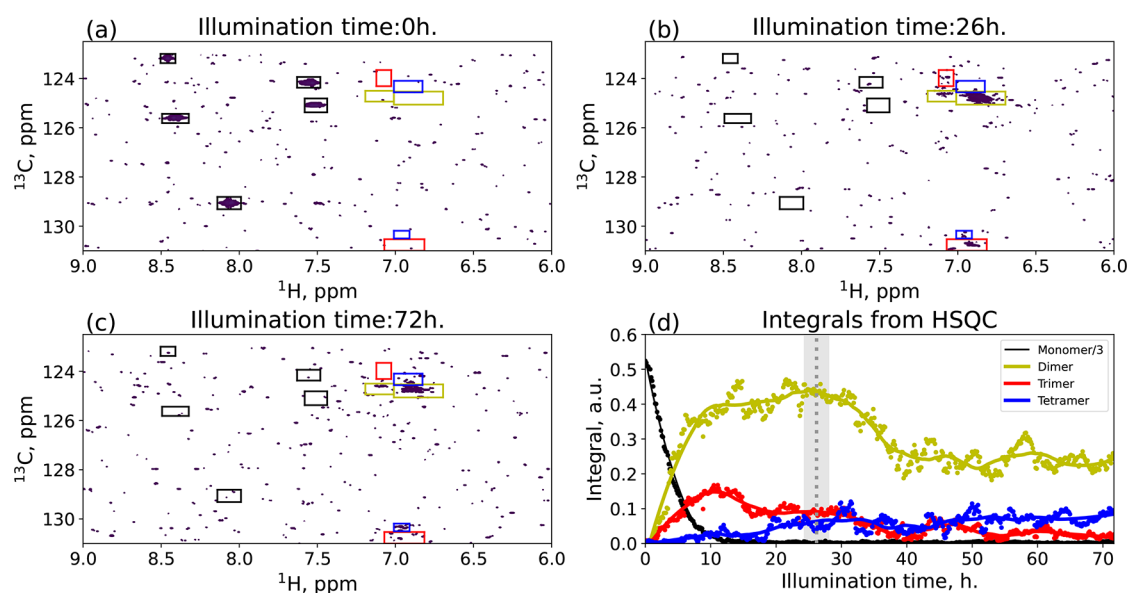 (a) Illumination time:0h.
124
126
128
130
¹³C, ppm
9.0 8.5 8.0 7.5 7.0 6.5 6.0
¹H, ppm
(b) Illumination time:26h.
124
126
128
130
¹³C, ppm
9.0 8.5 8.0 7.5 7.0 6.5 6.0
¹H, ppm
(c) Illumination time:72h.
124
126
128
130
¹³C, ppm
9.0 8.5 8.0 7.5 7.0 6.5 6.0
¹H, ppm
(d) Integrals from HSQC
0.6
0.5
0.4
0.3
0.2
0.1
0.0
Integral, a.u.
Monomer/3
Dimer
Trimer
Tetramer
0 10 20 30 40 50 60 70
Illumination time, h.